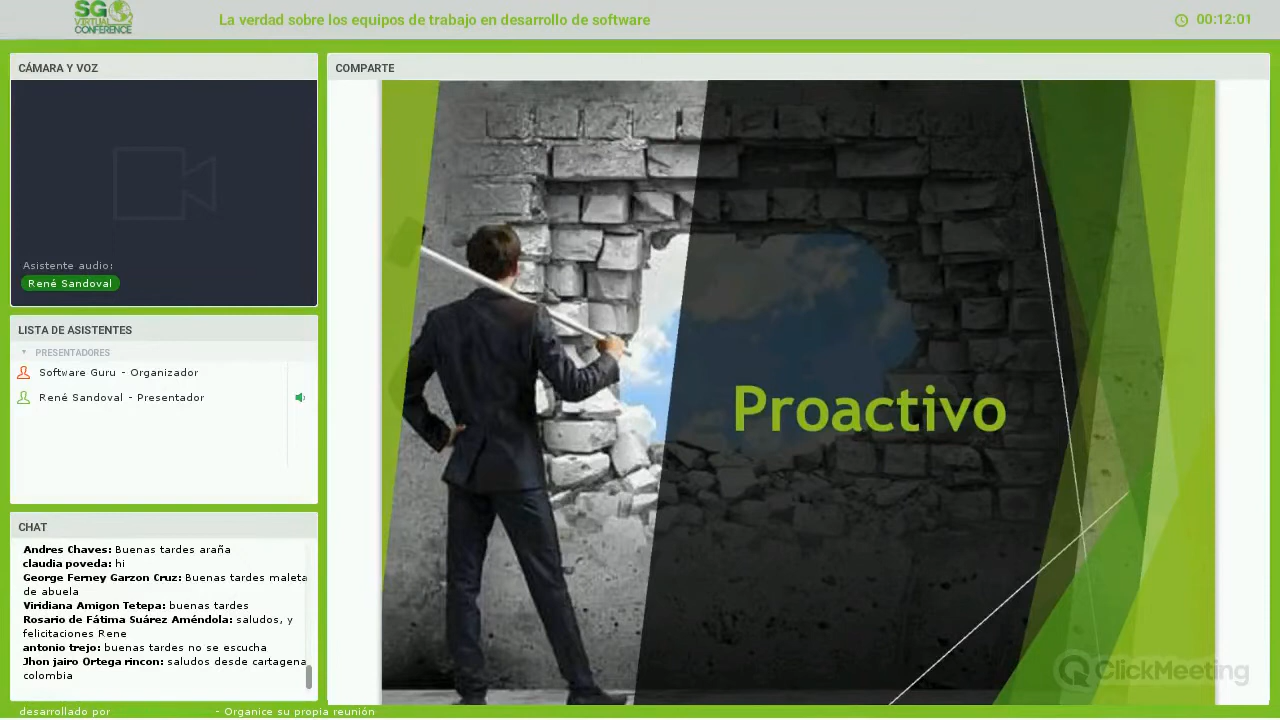 SG
VIRTUAL
CONFERENCE
La verdad sobre los equipos de trabajo en desarrollo de software
00:12:01
CÁMARA Y VOZ
Asistente audio:
René Sandoval
LISTA DE ASISTENTES
PRESENTADORES
Software Guru - Organizador
René Sandoval - Presentador
CHAT
Andres Chaves: Buenas tardes araña
claudia poveda: hi
George Ferney Garzon Cruz: Buenas tardes maleta
de abuela
Viridiana Amigon Tetepa: buenas tardes
Rosario de Fátima Suárez Améndola: saludos, y
felicitaciones Rene
antonio trejo: buenas tardes no se escucha
Jhon jairo Ortega rincon: saludos desde cartagena
colombia
desarrollado por - Organice su propia reunión
COMPARTE
Proactivo
ClickMeeting